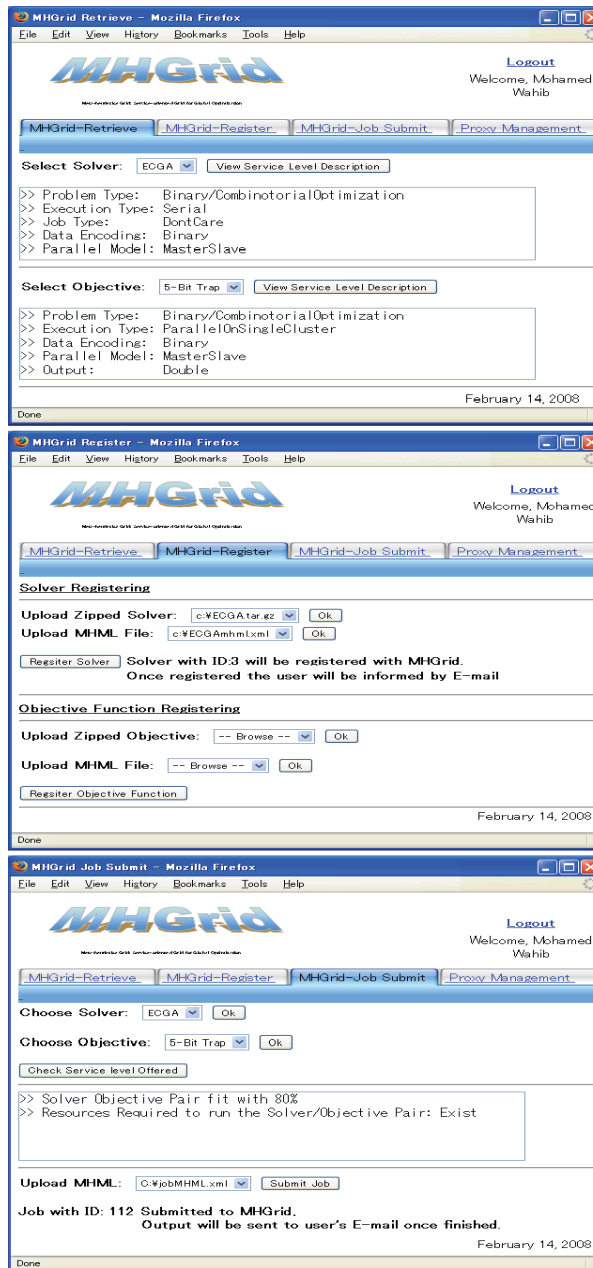 MHGrid Retrieve - Mozilla Firefox
File Edit View History Bookmarks Tools Help
MHGrid
Logout
Welcome, Mohamed
Wahib
MHGrid-Retrieve MHGrid-Register MHGrid-Job Submit Proxy Management
Select Solver: ECGA View Service Level Description
>> Problem Type: Binary/CombinotorialOptimization
>> Execution Type: Serial
>> Job Type: DontCare
>> Data Encoding: Binary
>> Parallel Model: MasterSlave
Select Objective: 5-Bit Trap View Service Level Description
>> Problem Type: Binary/CombinotorialOptimization
>> Execution Type: ParallelOnSingleCluster
>> Data Encoding: Binary
>> Parallel Model: MasterSlave
>> Output: Double
February 14, 2008
Done
MHGrid Register - Mozilla Firefox
File Edit View History Bookmarks Tools Help
MHGrid
Logout
Welcome, Mohamed
Wahib
MHGrid-Retrieve MHGrid-Register MHGrid-Job Submit Proxy Management
Solver Registering
Upload Zipped Solver: c:¥ECGA.tar.gz Ok
Upload MHML File: c:¥ECGAmhml.xml Ok
Regsiter Solver Solver with ID:3 will be registered with MHGrid.
Once registered the user will be informed by E-mail
Objective Function Registering
Upload Zipped Objective: -- Browse -- Ok
Upload MHML File: -- Browse -- Ok
Regsiter Objective Function
February 14, 2008
Done
MHGrid Job Submit - Mozilla Firefox
File Edit View History Bookmarks Tools Help
MHGrid
Logout
Welcome, Mohamed
Wahib
MHGrid-Retrieve MHGrid-Register MHGrid-Job Submit Proxy Management
Choose Solver: ECGA Ok
Choose Objective: 5-Bit Trap Ok
Check Service level Offered
>> Solver Objective Pair fit with 80%
>> Resources Required to run the Solver/Objective Pair: Exist
Upload MHML: C:¥jobMHML.xml Submit Job
Job with ID: 112 Submitted to MHGrid.
Output will be sent to user's E-mail once finished.
February 14, 2008
Done